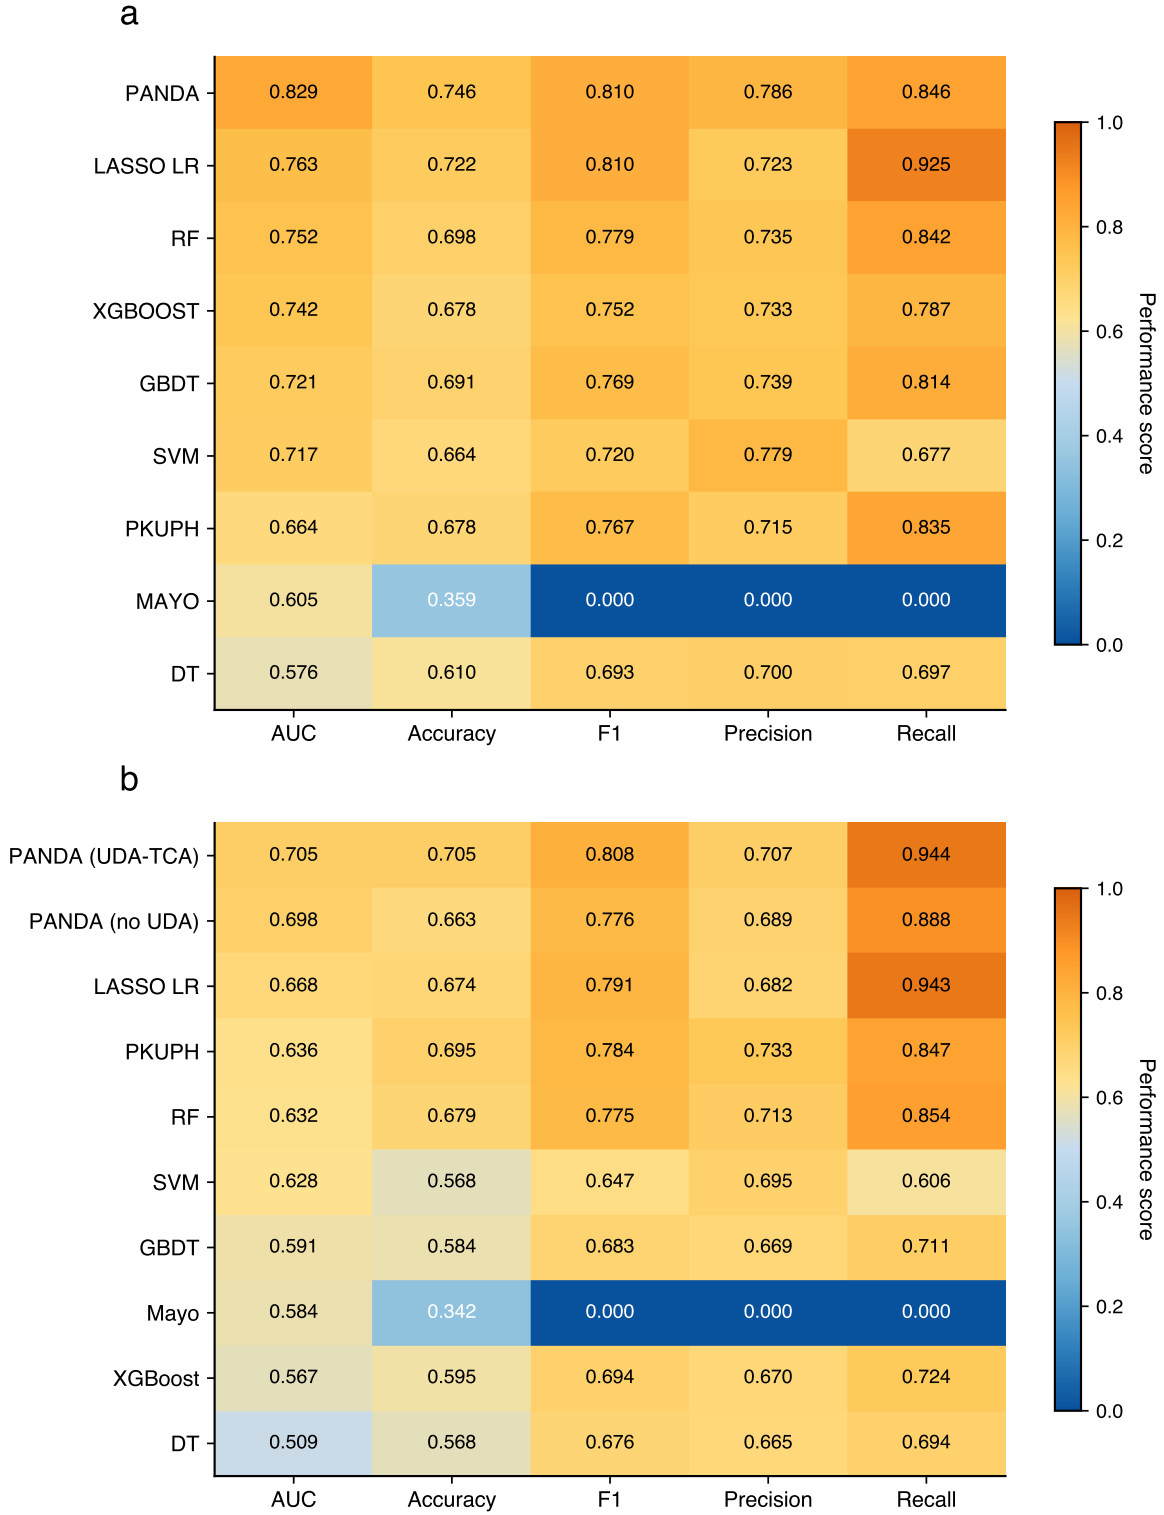 a
PANDA 0.829 0.746 0.810 0.786 0.846
LASSO LR 0.763 0.722 0.810 0.723 0.925
RF 0.752 0.698 0.779 0.735 0.842
XGBOOST 0.742 0.678 0.752 0.733 0.787
GBDT 0.721 0.691 0.769 0.739 0.814
SVM 0.717 0.664 0.720 0.779 0.677
PKUPH 0.664 0.678 0.767 0.715 0.835
MAYO 0.605 0.359 0.000 0.000 0.000
DT 0.576 0.610 0.693 0.700 0.697
AUC Accuracy F1 Precision Recall
1.0
0.8
0.6
0.4
0.2
0.0
Performance score
b
PANDA (UDA-TCA) 0.705 0.705 0.808 0.707 0.944
PANDA (no UDA) 0.698 0.663 0.776 0.689 0.888
LASSO LR 0.668 0.674 0.791 0.682 0.943
PKUPH 0.636 0.695 0.784 0.733 0.847
RF 0.632 0.679 0.775 0.713 0.854
SVM 0.628 0.568 0.647 0.695 0.606
GBDT 0.591 0.584 0.683 0.669 0.711
Mayo 0.584 0.342 0.000 0.000 0.000
XGBoost 0.567 0.595 0.694 0.670 0.724
DT 0.509 0.568 0.676 0.665 0.694
AUC Accuracy F1 Precision Recall
1.0
0.8
0.6
0.4
0.2
0.0
Performance score